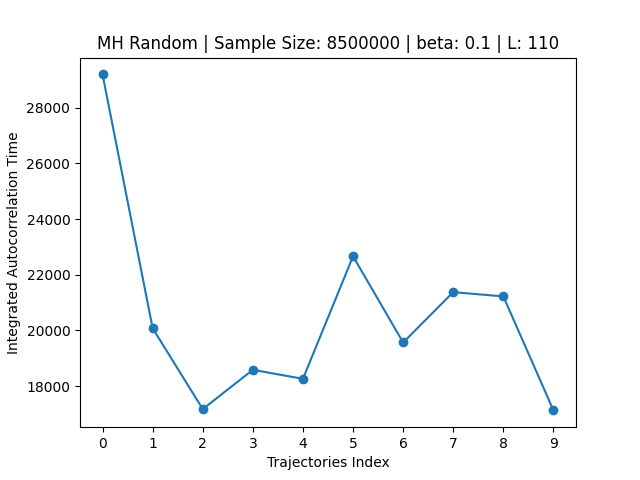 MH Random | Sample Size: 8500000 | beta: 0.1 | L: 110
Integrated Autocorrelation Time
28000
26000
24000
22000
20000
18000
0 1 2 3 4 5 6 7 8 9
Trajectories Index